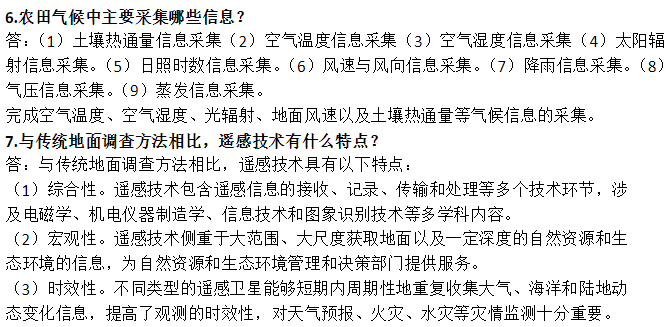 6.农田气候中主要采集哪些信息？
答：（1）土壤热通量信息采集（2）空气温度信息采集（3）空气湿度信息采集（4）太阳辐
射信息采集。（5）日照时数信息采集。（6）风速与风向信息采集。（7）降雨信息采集。（8）
气压信息采集。（9）蒸发信息采集。
完成空气温度、空气湿度、光辐射、地面风速以及土壤热通量等气候信息的采集。
7.与传统地面调查方法相比，遥感技术有什么特点？
答：与传统地面调查方法相比，遥感技术具有以下特点：
（1）综合性。遥感技术包含遥感信息的接收、记录、传输和处理等多个技术环节，涉
及电磁学、机电仪器制造学、信息技术和图象识别技术等多学科内容。
（2）宏观性。遥感技术侧重于大范围、大尺度获取地面以及一定深度的自然资源和生
态环境的信息，为自然资源和生态环境管理和决策部门提供服务。
（3）时效性。不同类型的遥感卫星能够短期内周期性地重复收集大气、海洋和陆地动
态变化信息，提高了观测的时效性，对天气预报、火灾、水灾等灾情监测十分重要。